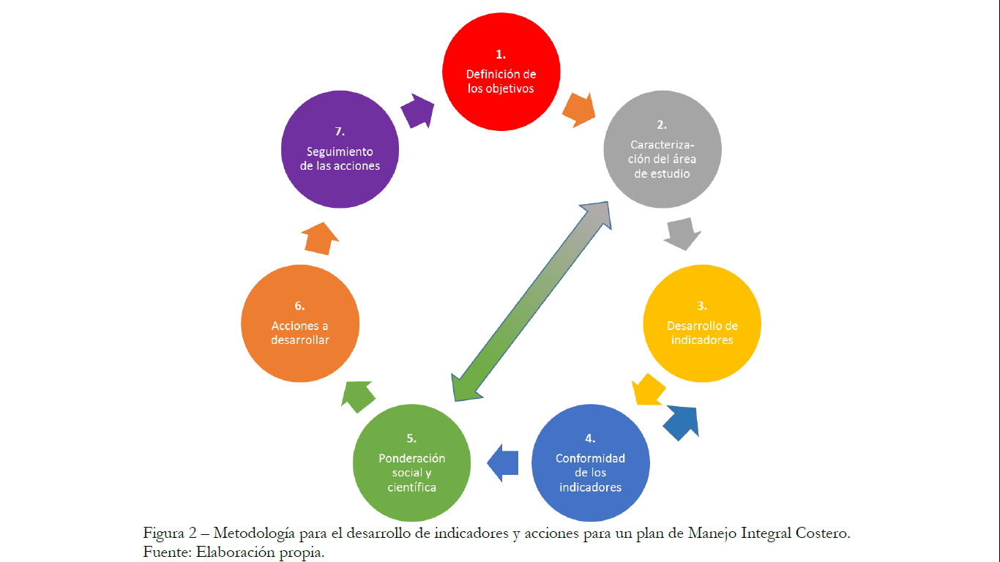 1.
Definición de
los objetivos
2.
Caracteriza-
ción del área
de estudio
3.
Desarrollo de
indicadores
4.
Conformidad
de los
indicadores
5.
Ponderación
social y
científica
6.
Acciones a
desarrollar
7.
Seguimiento
de las acciones
Figura 2 – Metodología para el desarrollo de indicadores y acciones para un plan de Manejo Integral Costero.
Fuente: Elaboración propia.